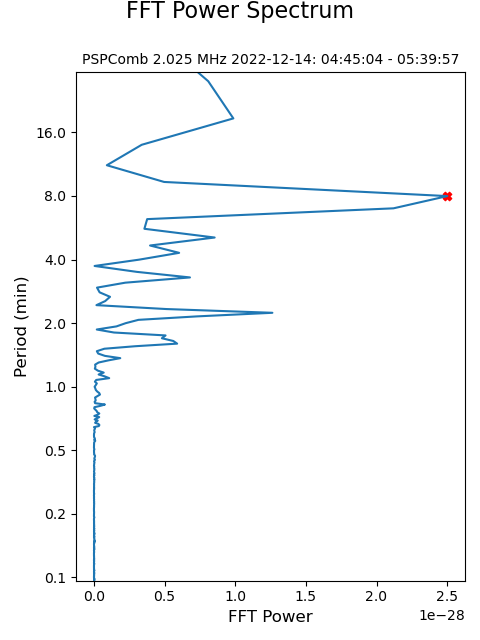 FFT Power Spectrum
PSPComb 2.025 MHz 2022-12-14: 04:45:04 - 05:39:57
16.0
8.0
4.0
2.0
1.0
0.5
0.2
0.1
Period (min)
0.0
0.5
1.0
1.5
2.0
2.5
FFT Power
1e−28